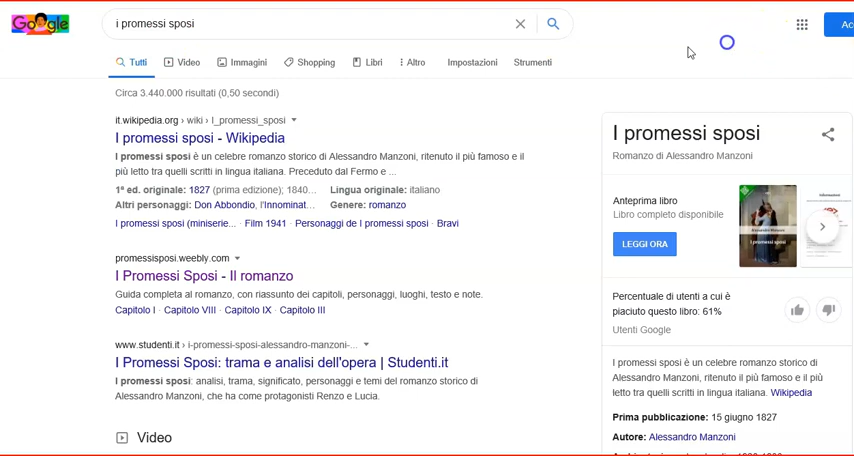 Google
i promessi sposi
Ac
Tutti Video Immagini Shopping Libri Altro Impostazioni Strumenti
Circa 3.440.000 risultati (0,50 secondi)
it.wikipedia.org › wiki › I_promessi_sposi
I promessi sposi - Wikipedia
I promessi sposi è un celebre romanzo storico di Alessandro Manzoni, ritenuto il più famoso e il
più letto tra quelli scritti in lingua italiana. Preceduto dal Fermo e ...
1ª ed. originale: 1827 (prima edizione); 1840... Lingua originale: italiano
Altri personaggi: Don Abbondio, l'Innominat... Genere: romanzo
I promessi sposi (miniserie... · Film 1941 · Personaggi de I promessi sposi · Bravi
promessisposi.weebly.com
I Promessi Sposi - Il romanzo
Guida completa al romanzo, con riassunto dei capitoli, personaggi, luoghi, testo e note.
Capitolo I · Capitolo VIII · Capitolo IX · Capitolo III
www.studenti.it › i-promessi-sposi-alessandro-manzoni-...
I Promessi Sposi: trama e analisi dell'opera | Studenti.it
I promessi sposi: analisi, trama, significato, personaggi e temi del romanzo storico di
Alessandro Manzoni, che ha come protagonisti Renzo e Lucia.
Video
I promessi sposi
Romanzo di Alessandro Manzoni
Anteprima libro
Libro completo disponibile
LEGGI ORA
I promessi sposi
Percentuale di utenti a cui è
piaciuto questo libro: 61%
Utenti Google
I promessi sposi è un celebre romanzo storico di
Alessandro Manzoni, ritenuto il più famoso e il più
letto tra quelli scritti in lingua italiana. Wikipedia
Prima pubblicazione: 15 giugno 1827
Autore: Alessandro Manzoni